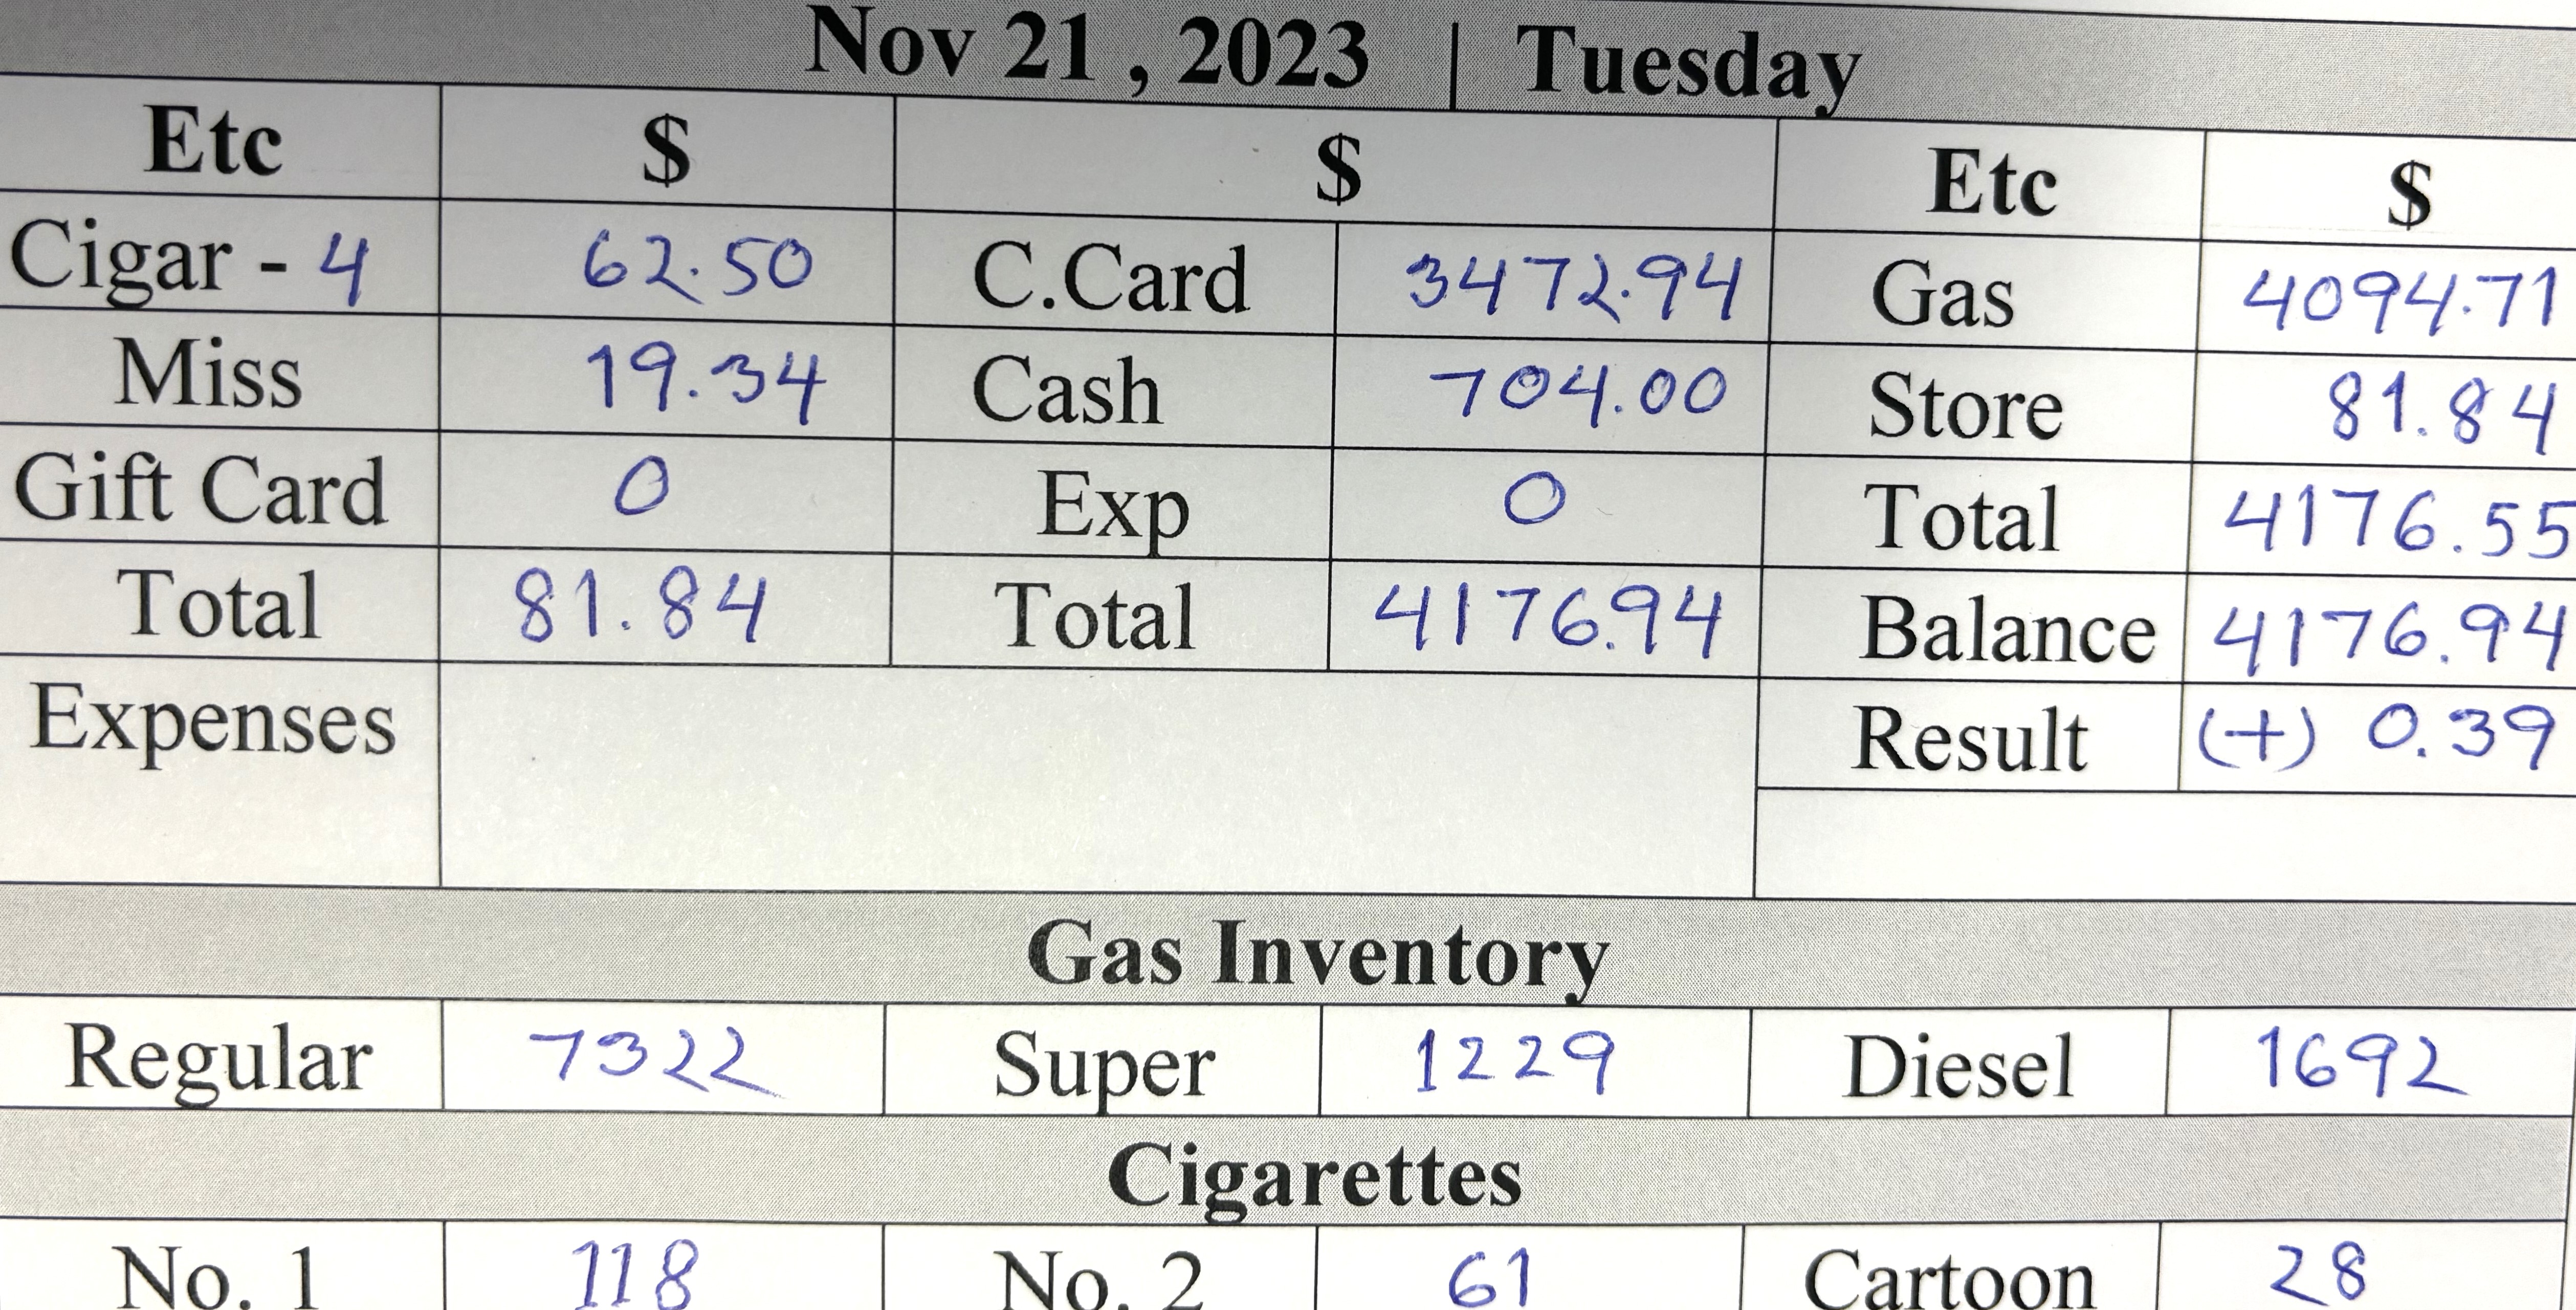 Nov 21 , 2023 | Tuesday
Etc $ $ Etc $
Cigar - 4 62.50 C.Card 3472.94 Gas 4094.71
Miss 19.34 Cash 704.00 Store 81.84
Gift Card 0 Exp 0 Total 4176.55
Total 81.84 Total 4176.94 Balance 4176.94
Expenses Result (+) 0.39
Gas Inventory
Regular 7322 Super 1229 Diesel 1692
Cigarettes
No. 1 118 No. 2 61 Cartoon 28